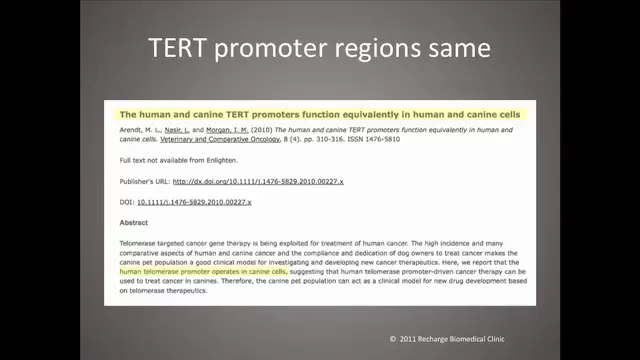 TERT promoter regions same
The human and canine TERT promoters function equivalently in human and canine cells
Arendt, M. L., Nasir, L. and Morgan, I. M. (2010) The human and canine TERT promoters function equivalently in human and
canine cells. Veterinary and Comparative Oncology, 8 (4). pp. 310-316. ISSN 1476-5810
Full text not available from Enlighten.
Publisher's URL: http://dx.doi.org/10.1111/j.1476-5829.2010.00227.x
DOI: 10.1111/j.1476-5829.2010.00227.x
Abstract
Telomerase targeted cancer gene therapy is being exploited for treatment of human cancer. The high incidence and many
comparative aspects of human and canine cancer and the compliance and dedication of dog owners to treat cancer makes the
canine pet population a good clinical model for investigating and developing new cancer therapeutics. Here, we report that the
human telomerase promoter operates in canine cells, suggesting that human telomerase promoter-driven cancer therapy can be
used to treat cancer in canines. Therefore, the canine pet population can act as a clinical model for new drug development based
on telomerase therapeutics.
© 2011 Recharge Biomedical Clinic